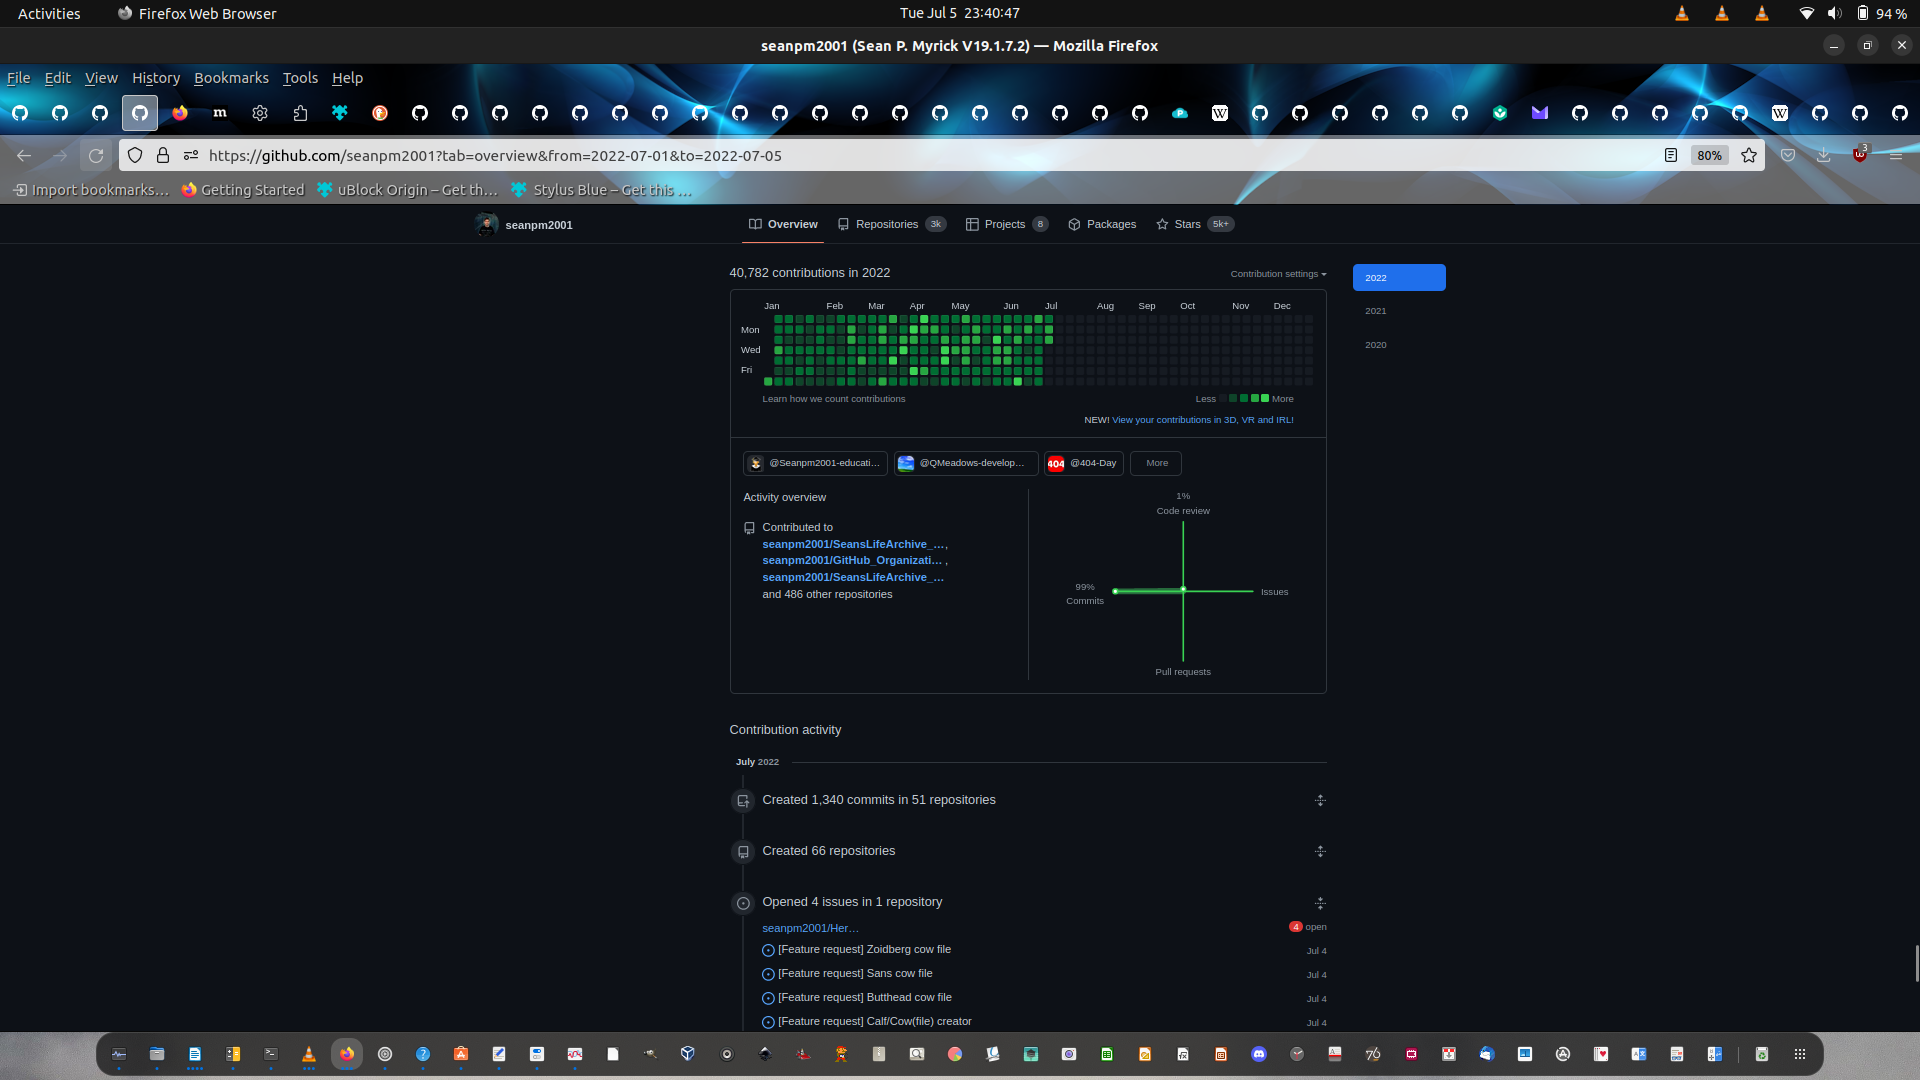 Activities
Firefox Web Browser
Tue Jul 5 23:40:47
94 %
seanpm2001 (Sean P. Myrick V19.1.7.2) — Mozilla Firefox
File Edit View History Bookmarks Tools Help
https://github.com/seanpm2001?tab=overview&from=2022-07-01&to=2022-07-05
80%
3
Import bookmarks… Getting Started uBlock Origin – Get th… Stylus Blue – Get this …
seanpm2001
Overview Repositories 3k Projects 8 Packages Stars 5k+
40,782 contributions in 2022
Contribution settings
2022
2021
2020
Jan Feb Mar Apr May Jun Jul Aug Sep Oct Nov Dec
Mon
Wed
Fri
Learn how we count contributions
Less More
NEW! View your contributions in 3D, VR and IRL!
@Seanpm2001-educati… @QMeadows-develop… 404 @404-Day More
Activity overview
Contributed to
seanpm2001/SeansLifeArchive_…,
seanpm2001/GitHub_Organizati… ,
seanpm2001/SeansLifeArchive_…
and 486 other repositories
1%
Code review
99%
Commits
Issues
Pull requests
Contribution activity
July 2022
Created 1,340 commits in 51 repositories
Created 66 repositories
Opened 4 issues in 1 repository
seanpm2001/Her…
4 open
[Feature request] Zoidberg cow file Jul 4
[Feature request] Sans cow file Jul 4
[Feature request] Butthead cow file Jul 4
[Feature request] Calf/Cow(file) creator Jul 4